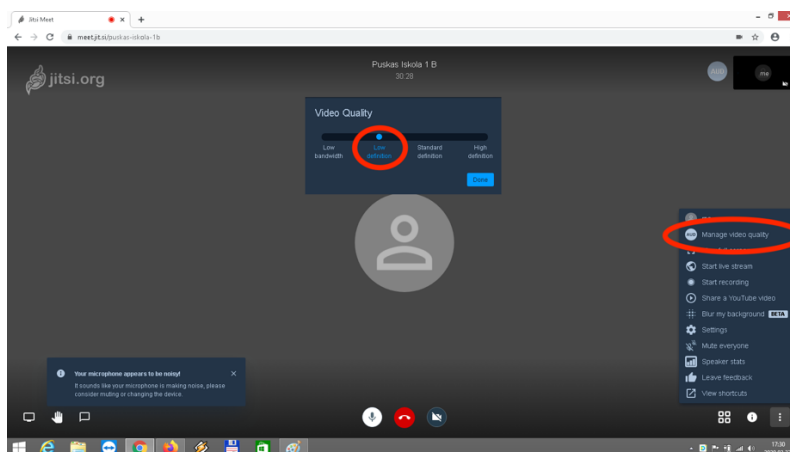 Jitsi Meet
meet.jit.si/puskas-iskola-1b
jitsi.org
Puskas Iskola 1 B
30:28
AUD
me
Video Quality
Low bandwidth
Low definition
Standard definition
High definition
Done
AUD
Manage video quality
Start live stream
Start recording
Share a YouTube video
Blur my background BETA
Settings
Mute everyone
Speaker stats
Leave feedback
View shortcuts
Your microphone appears to be noisy!
It sounds like your microphone is making noise, please
consider muting or changing the device.
17:30